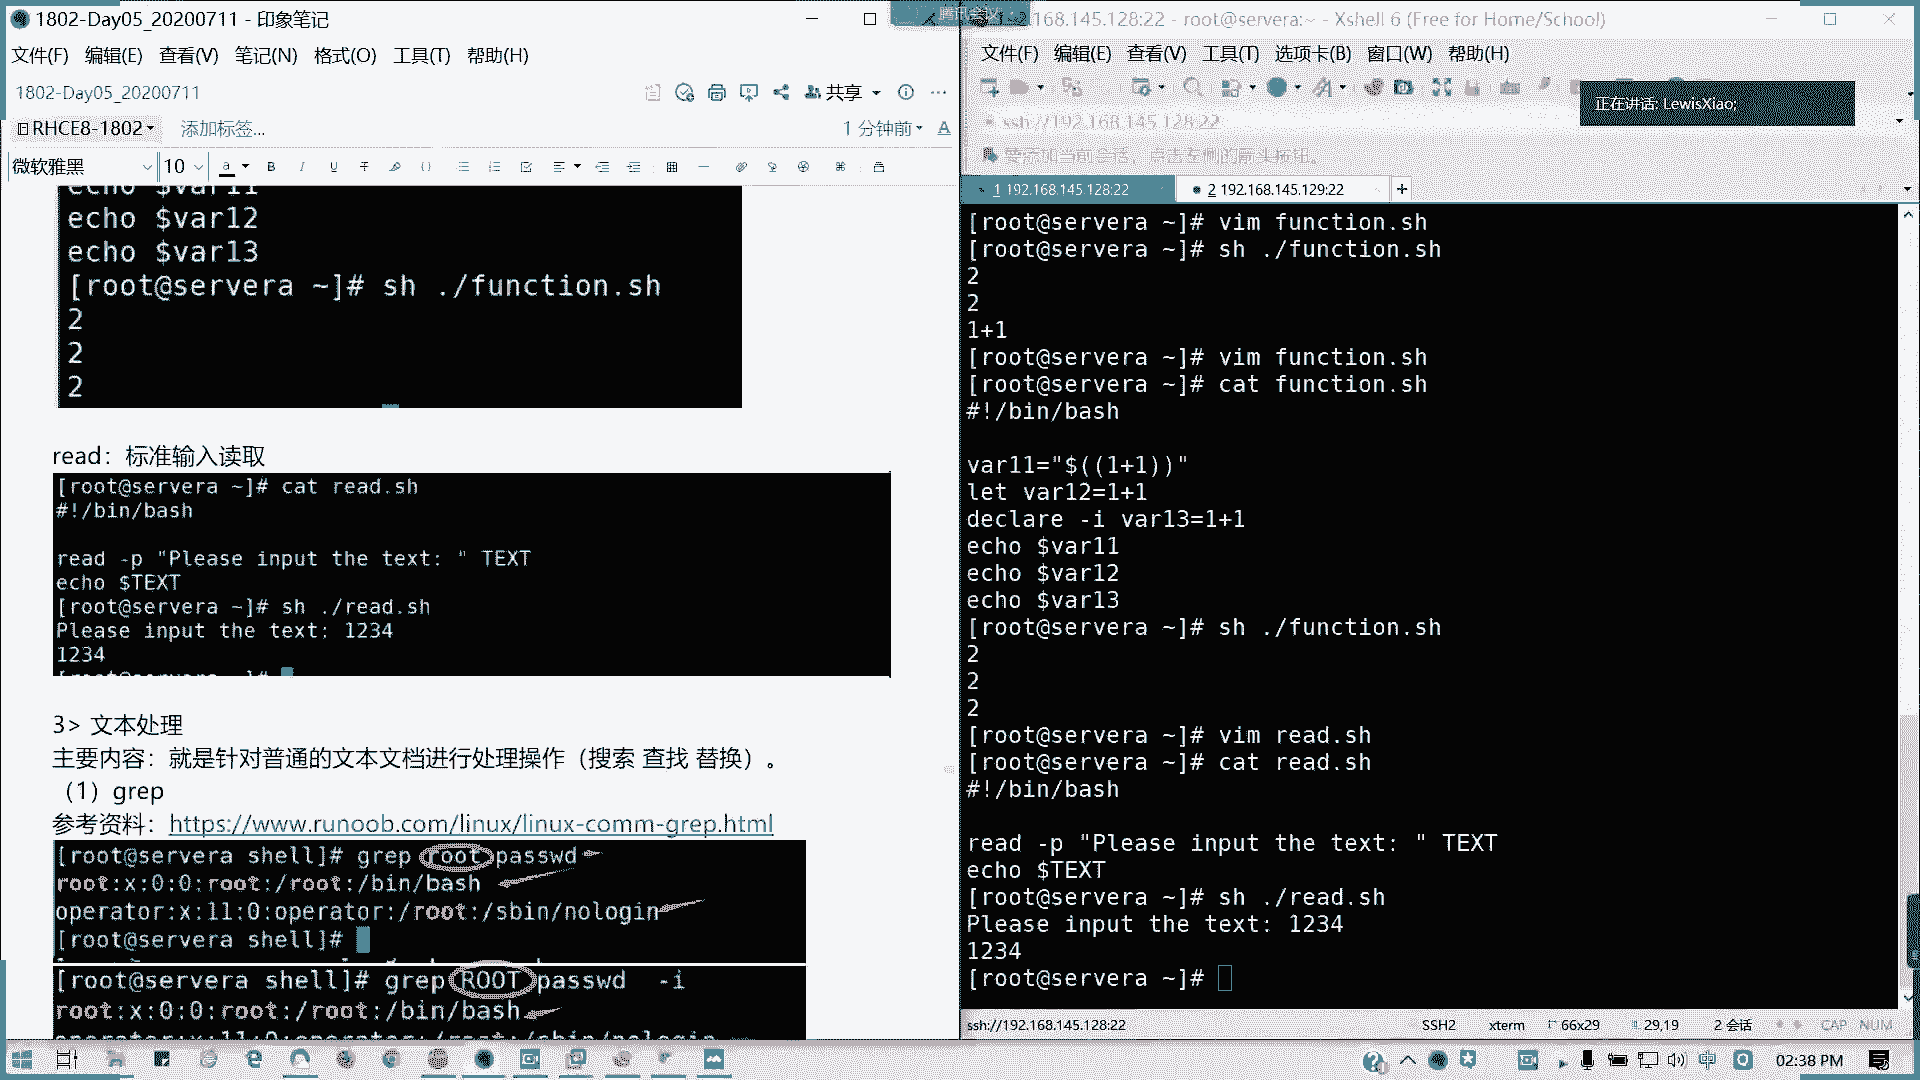 1802-Day05_20200711 - 印象笔记
文件(F) 编辑(E) 查看(V) 笔记(N) 格式(O) 工具(T) 帮助(H)
1802-Day05_20200711
共享
RHCE8-1802
添加标签...
1 分钟前
微软雅黑 10
echo $var11
echo $var12
echo $var13
[root@servera ~]# sh ./function.sh
2
2
2
read：标准输入读取
[root@servera ~]# cat read.sh
#!/bin/bash
read -p "Please input the text: " TEXT
echo $TEXT
[root@servera ~]# sh ./read.sh
Please input the text: 1234
1234
[root@servera ~]#
3> 文本处理
主要内容：就是针对普通的文本文档进行处理操作（搜索 查找 替换）。
（1）grep
参考资料：https://www.runoob.com/linux/linux-comm-grep.html
[root@servera shell]# grep root passwd
root:x:0:0:root:/root:/bin/bash
operator:x:11:0:operator:/root:/sbin/nologin
[root@servera shell]#
[root@servera shell]# grep ROOT passwd -i
root:x:0:0:root:/root:/bin/bash
operator:x:11:0:operator:/root:/sbin/nologin
腾讯会议
192.168.145.128:22 - root@servera:~ - Xshell 6 (Free for Home/School)
文件(F) 编辑(E) 查看(V) 工具(T) 选项卡(B) 窗口(W) 帮助(H)
正在讲话: LewisXiao;
ssh://192.168.145.128:22
要添加当前会话，点击左侧的箭头按钮。
1 192.168.145.128:22
2 192.168.145.129:22
[root@servera ~]# vim function.sh
[root@servera ~]# sh ./function.sh
2
2
1+1
[root@servera ~]# vim function.sh
[root@servera ~]# cat function.sh
#!/bin/bash
var11="$((1+1))"
let var12=1+1
declare -i var13=1+1
echo $var11
echo $var12
echo $var13
[root@servera ~]# sh ./function.sh
2
2
2
[root@servera ~]# vim read.sh
[root@servera ~]# cat read.sh
#!/bin/bash
read -p "Please input the text: " TEXT
echo $TEXT
[root@servera ~]# sh ./read.sh
Please input the text: 1234
1234
[root@servera ~]#
ssh://192.168.145.128:22 SSH2 xterm 66x29 29,19 2 会话 CAP NUM
中 02:38 PM